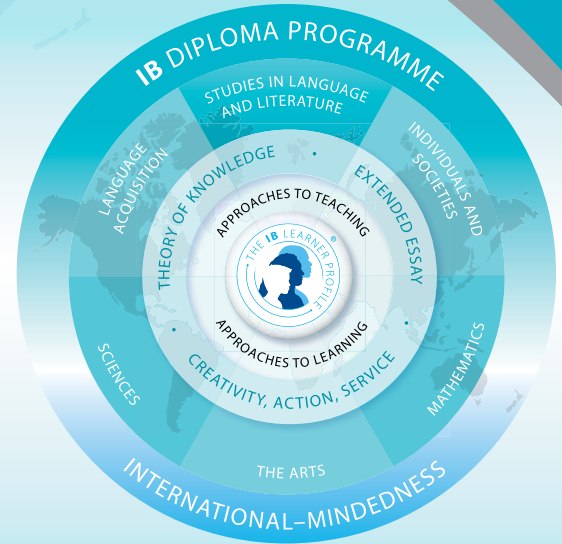 IB DIPLOMA PROGRAMME
STUDIES IN LANGUAGE
AND LITERATURE
LANGUAGE
ACQUISITION
INDIVIDUALS AND
SOCIETIES
THEORY OF KNOWLEDGE
EXTENDED ESSAY
APPROACHES TO TEACHING
THE IB LEARNER PROFILE
®
APPROACHES TO LEARNING
CREATIVITY, ACTION, SERVICE
SCIENCES
MATHEMATICS
THE ARTS
INTERNATIONAL–MINDEDNESS